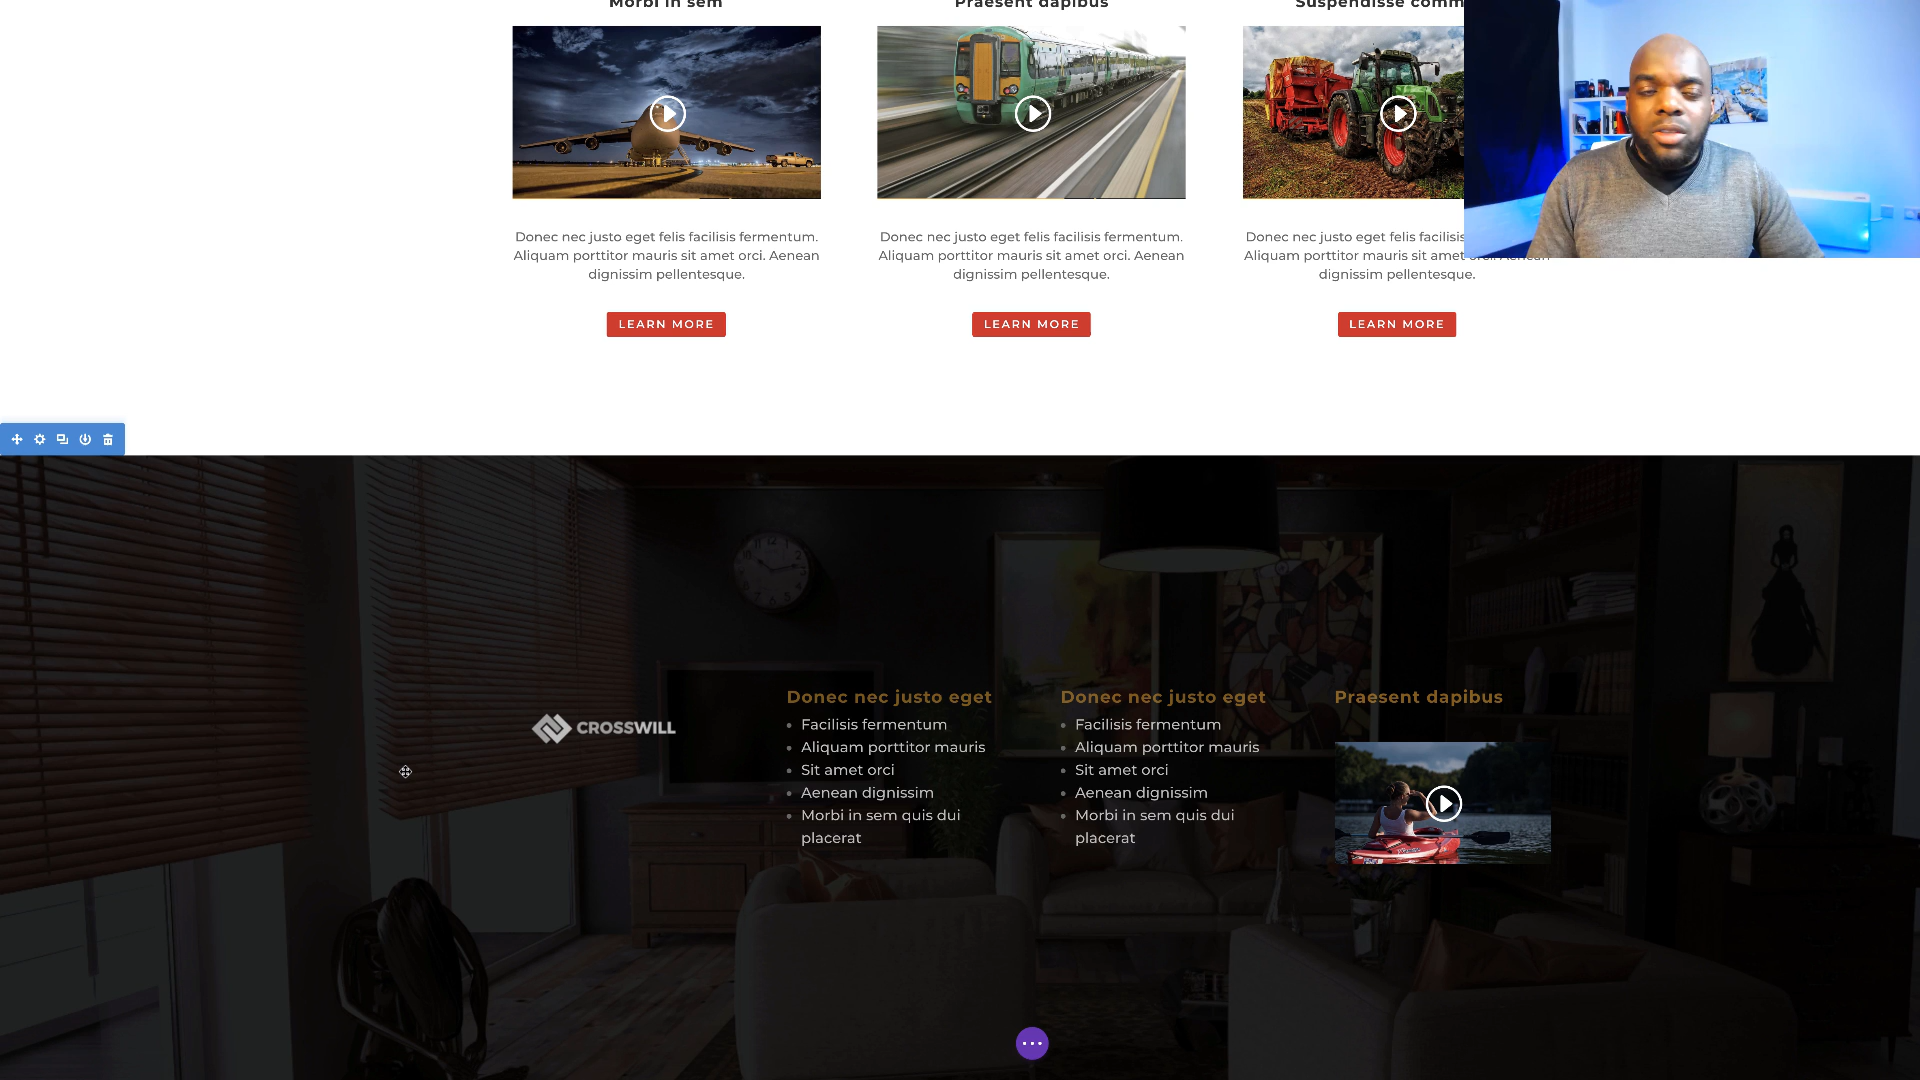 Morbi in sem
Praesent dapibus
Suspendisse comm
Donec nec justo eget felis facilisis fermentum.
Aliquam porttitor mauris sit amet orci. Aenean
dignissim pellentesque.
Donec nec justo eget felis facilisis fermentum.
Aliquam porttitor mauris sit amet orci. Aenean
dignissim pellentesque.
Donec nec justo eget felis facilisis
Aliquam porttitor mauris sit amet orci. Aenean
dignissim pellentesque.
LEARN MORE
LEARN MORE
LEARN MORE
CROSSWILL
Donec nec justo eget
Facilisis fermentum
Aliquam porttitor mauris
Sit amet orci
Aenean dignissim
Morbi in sem quis dui
placerat
Donec nec justo eget
Facilisis fermentum
Aliquam porttitor mauris
Sit amet orci
Aenean dignissim
Morbi in sem quis dui
placerat
Praesent dapibus